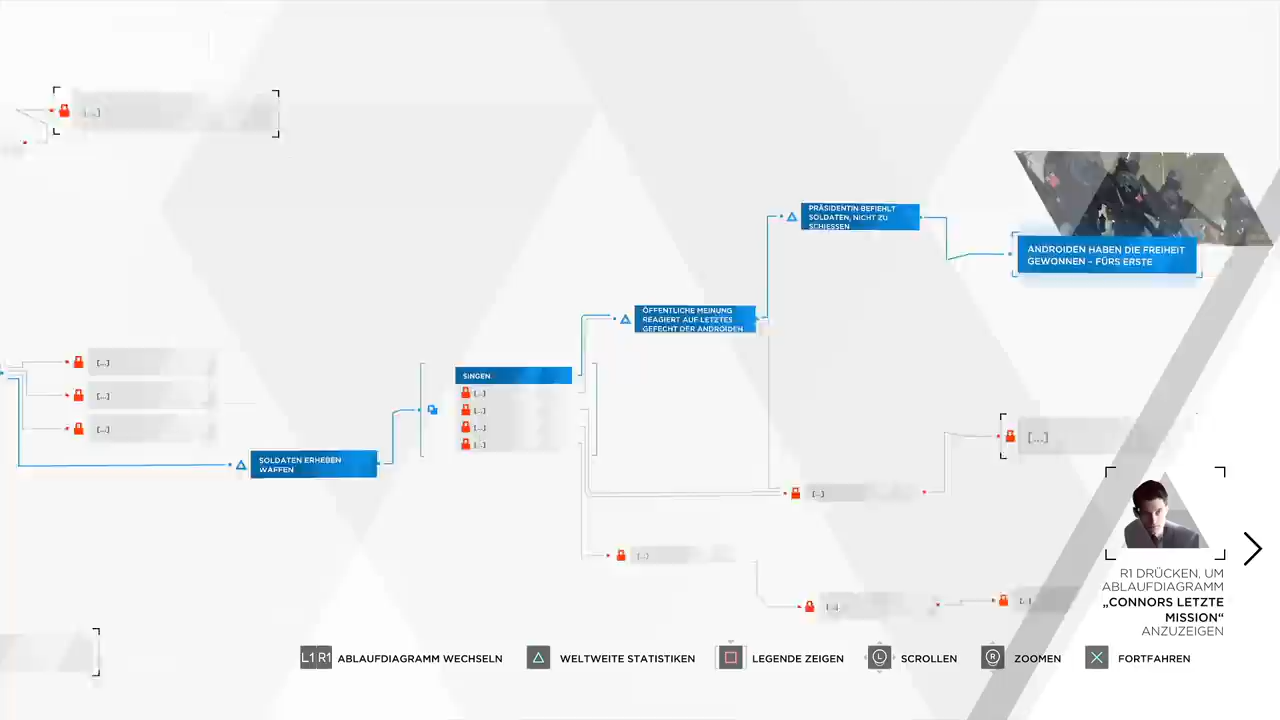 [...]
PRÄSIDENTIN BEFIEHLT
SOLDATEN, NICHT ZU
SCHIESSEN
ANDROIDEN HABEN DIE FREIHEIT
GEWONNEN – FÜRS ERSTE
ÖFFENTLICHE MEINUNG
REAGIERT AUF LETZTES
GEFECHT DER ANDROIDEN
[...]
[...]
[...]
SINGEN
[...]
[...]
[...]
[...]
SOLDATEN ERHEBEN
WAFFEN
[...]
[...]
[...]
[...]
[...]
R1 DRÜCKEN, UM
ABLAUFDIAGRAMM
„CONNORS LETZTE
MISSION“
ANZUZEIGEN
L1 R1 ABLAUFDIAGRAMM WECHSELN
WELTWEITE STATISTIKEN
LEGENDE ZEIGEN
L SCROLLEN
R ZOOMEN
FORTFAHREN